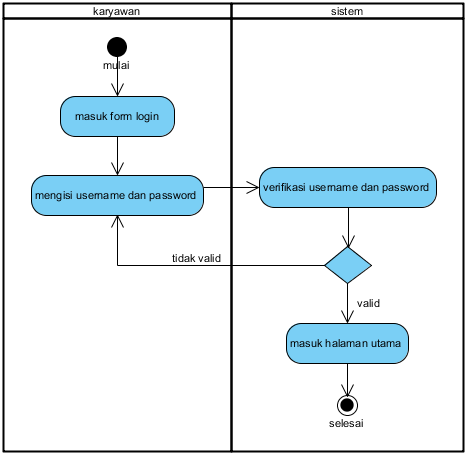 karyawan
sistem
mulai
masuk form login
mengisi username dan password
verifikasi username dan password
tidak valid
valid
masuk halaman utama
selesai